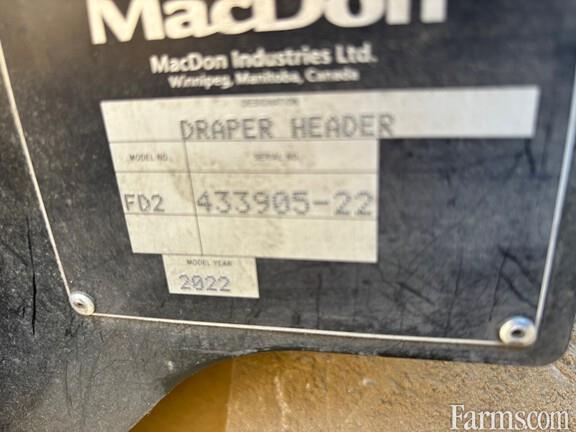 MacDon
MacDon Industries Ltd.
Winnipeg, Manitoba, Canada
DESIGNATION
DRAPER HEADER
MODEL NO. SERIAL NO.
FD2 433905-22
MODEL YEAR
2022
Farms.com